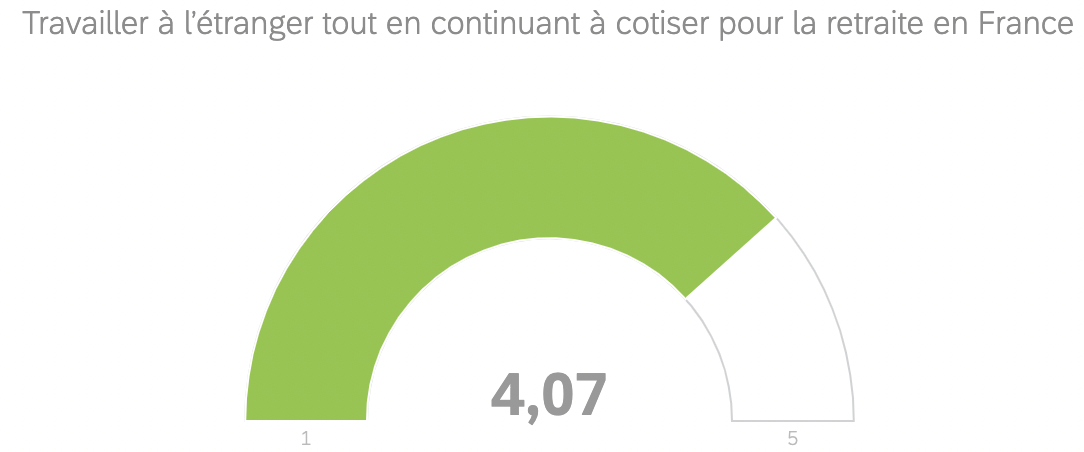 Travailler à l’étranger tout en continuant à cotiser pour la retraite en France
4,07
1
5